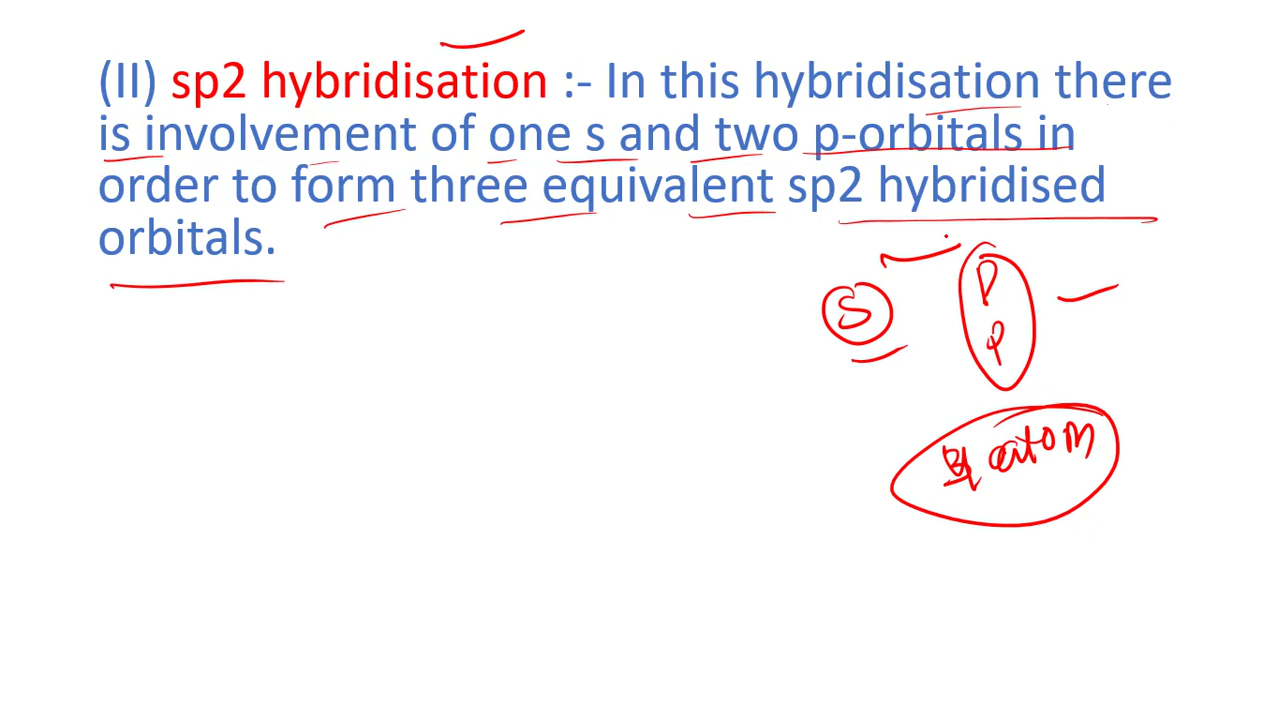 (II) sp2 hybridisation :- In this hybridisation there
is involvement of one s and two p-orbitals in
order to form three equivalent sp2 hybridised
orbitals.
S P
P
atom